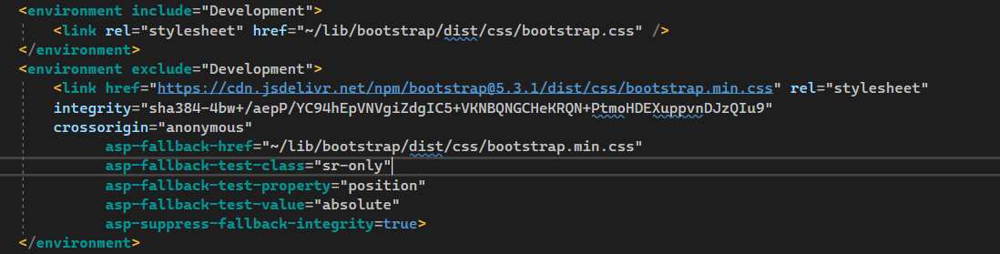 <environment include="Development">
<link rel="stylesheet" href="~/lib/bootstrap/dist/css/bootstrap.css" />
</environment>
<environment exclude="Development">
<link href="https://cdn.jsdelivr.net/npm/bootstrap@5.3.1/dist/css/bootstrap.min.css" rel="stylesheet"
integrity="sha384-4bw+/aepP/YC94hEpVNVgiZdgIC5+VKNBQNGCHeKRQN+PtmoHDEXuppvnDJzQIu9"
crossorigin="anonymous"
asp-fallback-href="~/lib/bootstrap/dist/css/bootstrap.min.css"
asp-fallback-test-class="sr-only"
asp-fallback-test-property="position"
asp-fallback-test-value="absolute"
asp-suppress-fallback-integrity=true>
</environment>